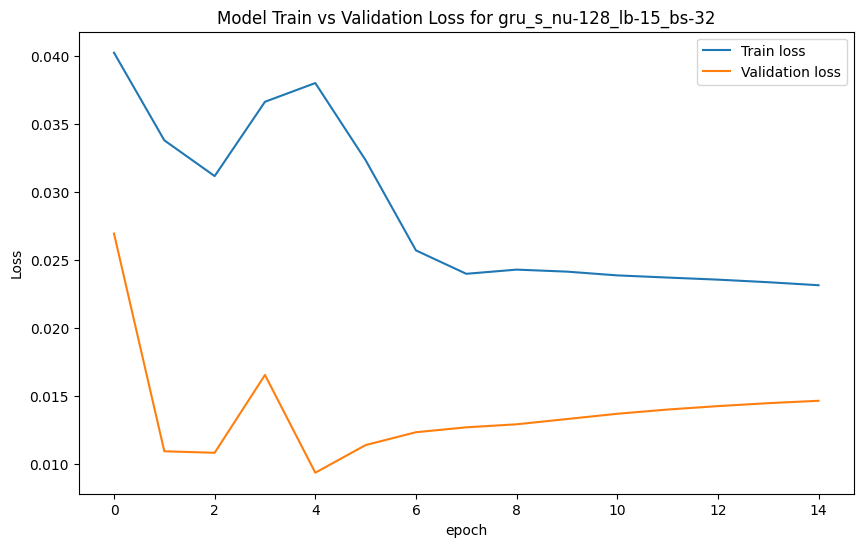 Model Train vs Validation Loss for gru_s_nu-128_lb-15_bs-32
Train loss
Validation loss
0.040
0.035
0.030
0.025
0.020
0.015
0.010
Loss
0 2 4 6 8 10 12 14
epoch